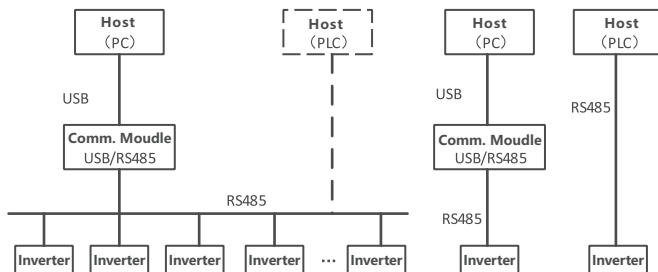 Host
(PC)
Host
(PLC)
Host
(PC)
Host
(PLC)
USB
USB
RS485
Comm. Moudle
USB/RS485
Comm. Moudle
USB/RS485
RS485
RS485
Inverter
Inverter
Inverter
Inverter
...
Inverter
Inverter
Inverter